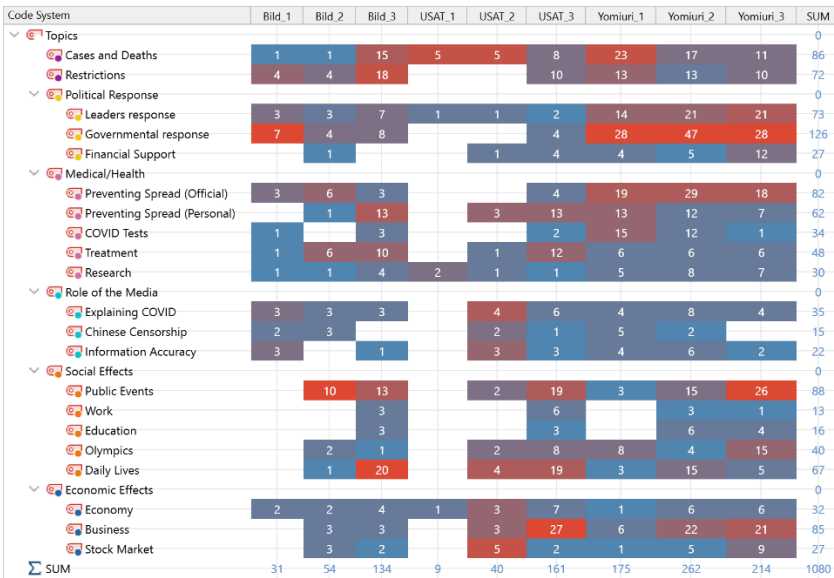 Code System Bild_1 Bild_2 Bild_3 USAT_1 USAT_2 USAT_3 Yomiuri_1 Yomiuri_2 Yomiuri_3 SUM
Topics 0
Cases and Deaths 1 1 15 5 5 8 23 17 11 86
Restrictions 4 4 18 10 13 13 10 72
Political Response 0
Leaders response 3 3 7 1 1 2 14 21 21 73
Governmental response 7 4 8 4 28 47 28 126
Financial Support 1 1 4 4 5 12 27
Medical/Health 0
Preventing Spread (Official) 3 6 3 4 19 29 18 82
Preventing Spread (Personal) 1 13 3 13 13 12 7 62
COVID Tests 1 3 2 15 12 1 34
Treatment 1 6 10 1 12 6 6 6 48
Research 1 1 4 2 1 1 5 8 7 30
Role of the Media 0
Explaining COVID 3 3 3 4 6 4 8 4 35
Chinese Censorship 2 3 2 1 5 2 15
Information Accuracy 3 1 3 3 4 6 2 22
Social Effects 0
Public Events 10 13 2 19 3 15 26 88
Work 3 6 3 1 13
Education 3 3 6 4 16
Olympics 2 1 2 8 8 4 15 40
Daily Lives 1 20 4 19 3 15 5 67
Economic Effects 0
Economy 2 2 4 1 3 7 1 6 6 32
Business 3 3 3 27 6 22 21 85
Stock Market 3 2 5 2 1 5 9 27
Σ SUM 31 54 134 9 40 161 175 262 214 1080